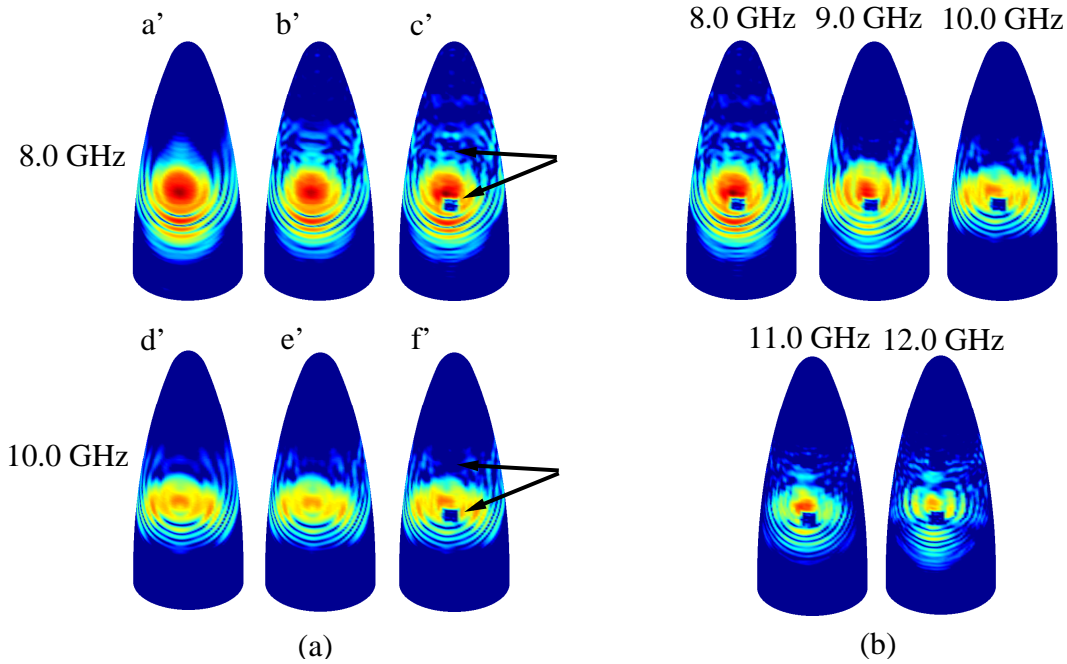 a’ b’ c’
8.0 GHz
d’ e’ f’
10.0 GHz
(a)
8.0 GHz 9.0 GHz 10.0 GHz
11.0 GHz 12.0 GHz
(b)